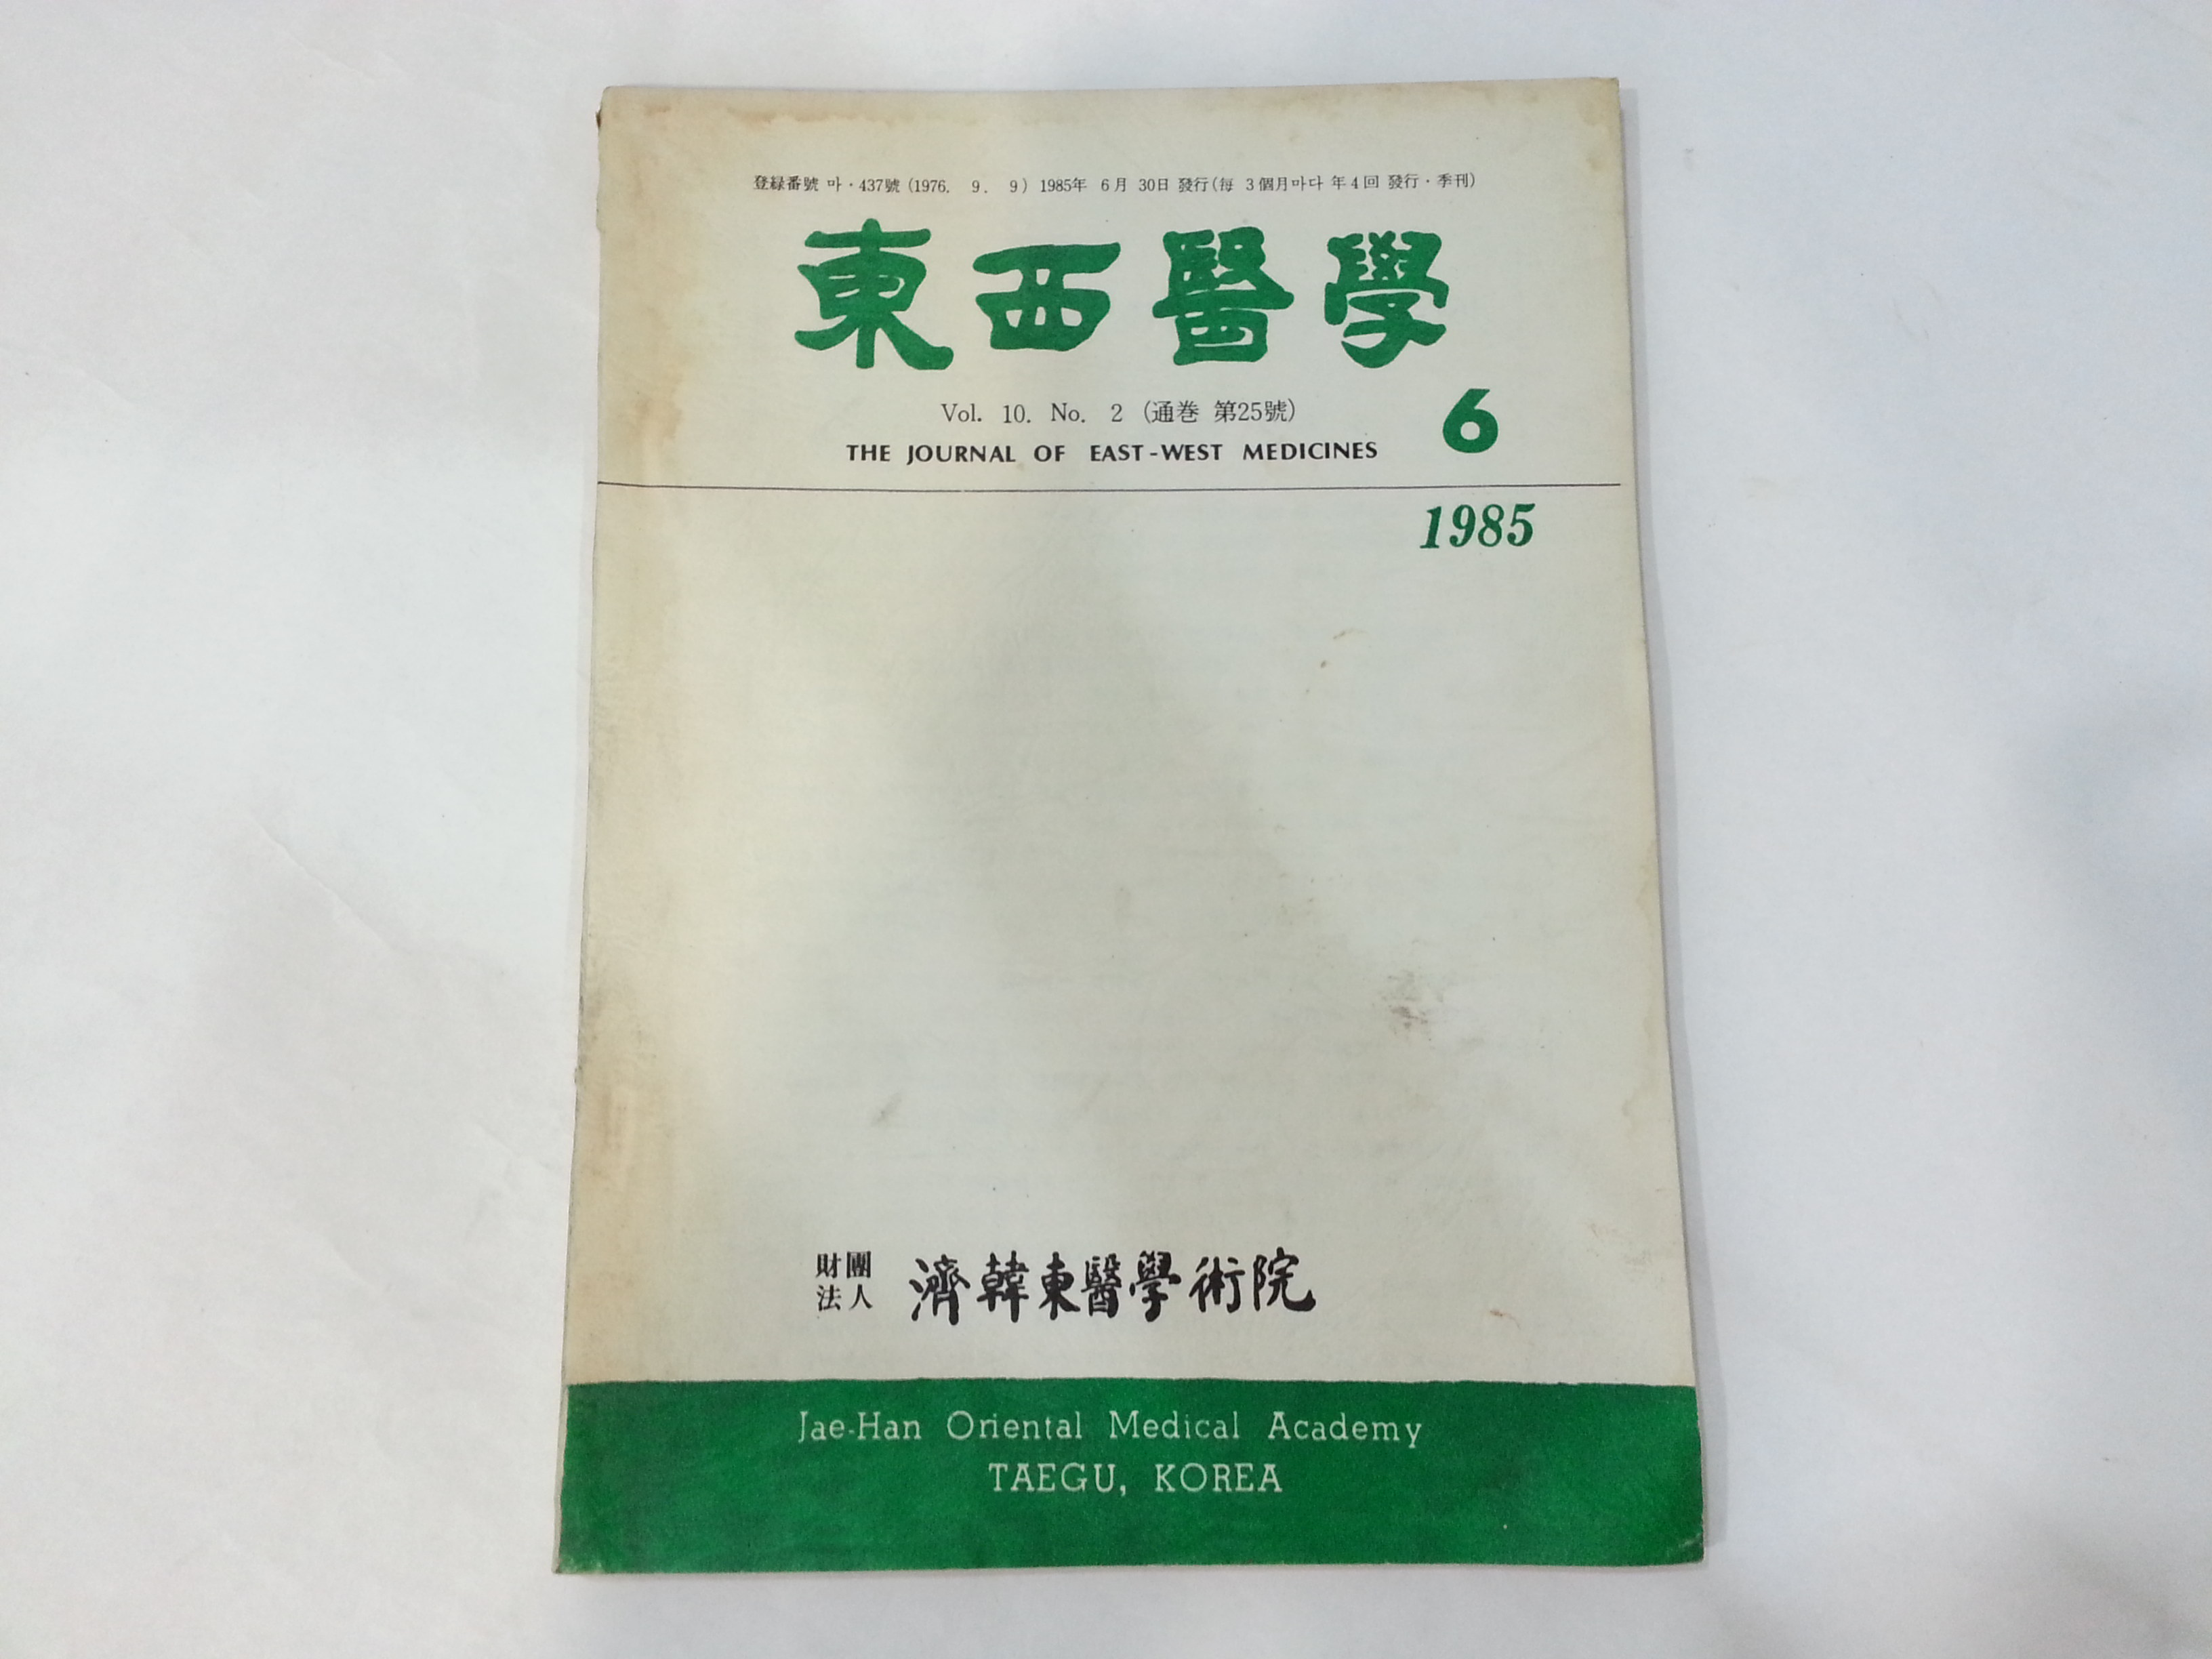 登録番號 마·437號 (1976. 9. 9) 1985年 6月 30日 發行(每 3個月마다 年4回 發行·季刊)
東西醫學
Vol. 10. No. 2 (通巻 第25號)
6
THE JOURNAL OF EAST-WEST MEDICINES
1985
財團
法人
濟韓東醫學術院
Jae-Han Oriental Medical Academy
TAEGU, KOREA